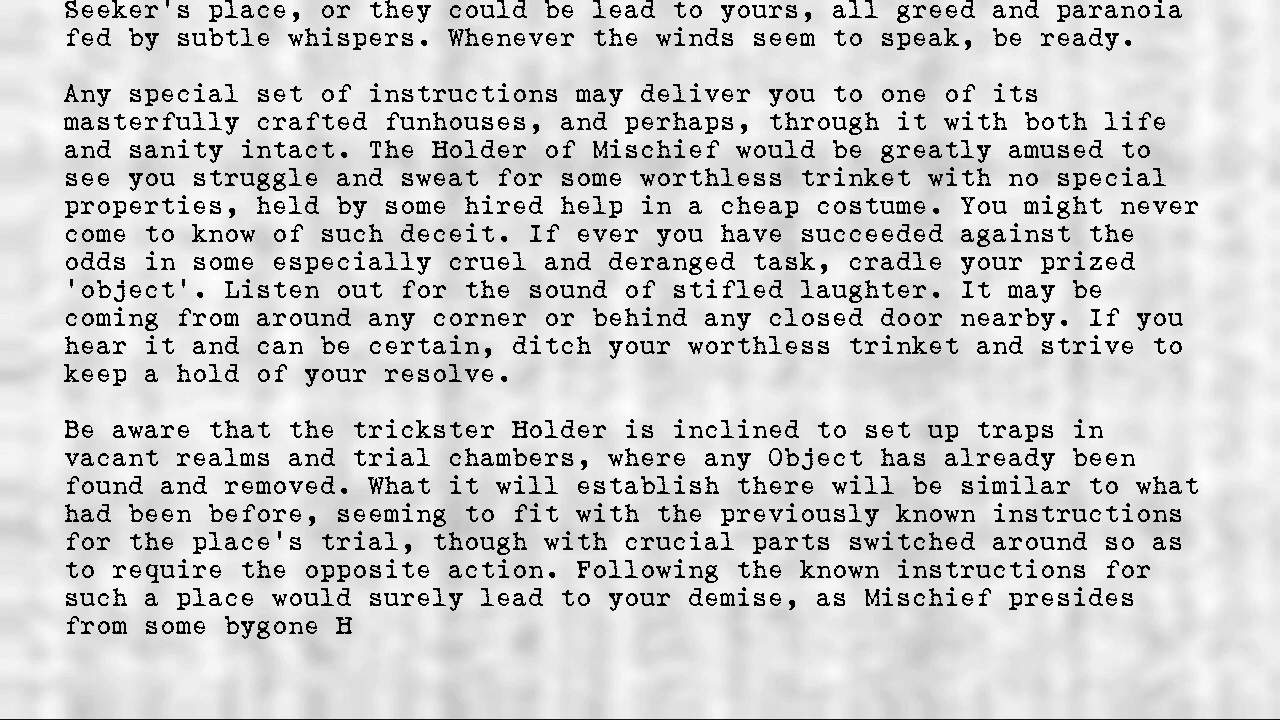 Seeker's place, or they could be lead to yours, all greed and paranoia
fed by subtle whispers. Whenever the winds seem to speak, be ready.
Any special set of instructions may deliver you to one of its
masterfully crafted funhouses, and perhaps, through it with both life
and sanity intact. The Holder of Mischief would be greatly amused to
see you struggle and sweat for some worthless trinket with no special
properties, held by some hired help in a cheap costume. You might never
come to know of such deceit. If ever you have succeeded against the
odds in some especially cruel and deranged task, cradle your prized
'object'. Listen out for the sound of stifled laughter. It may be
coming from around any corner or behind any closed door nearby. If you
hear it and can be certain, ditch your worthless trinket and strive to
keep a hold of your resolve.
Be aware that the trickster Holder is inclined to set up traps in
vacant realms and trial chambers, where any Object has already been
found and removed. What it will establish there will be similar to what
had been before, seeming to fit with the previously known instructions
for the place's trial, though with crucial parts switched around so as
to require the opposite action. Following the known instructions for
such a place would surely lead to your demise, as Mischief presides
from some bygone H